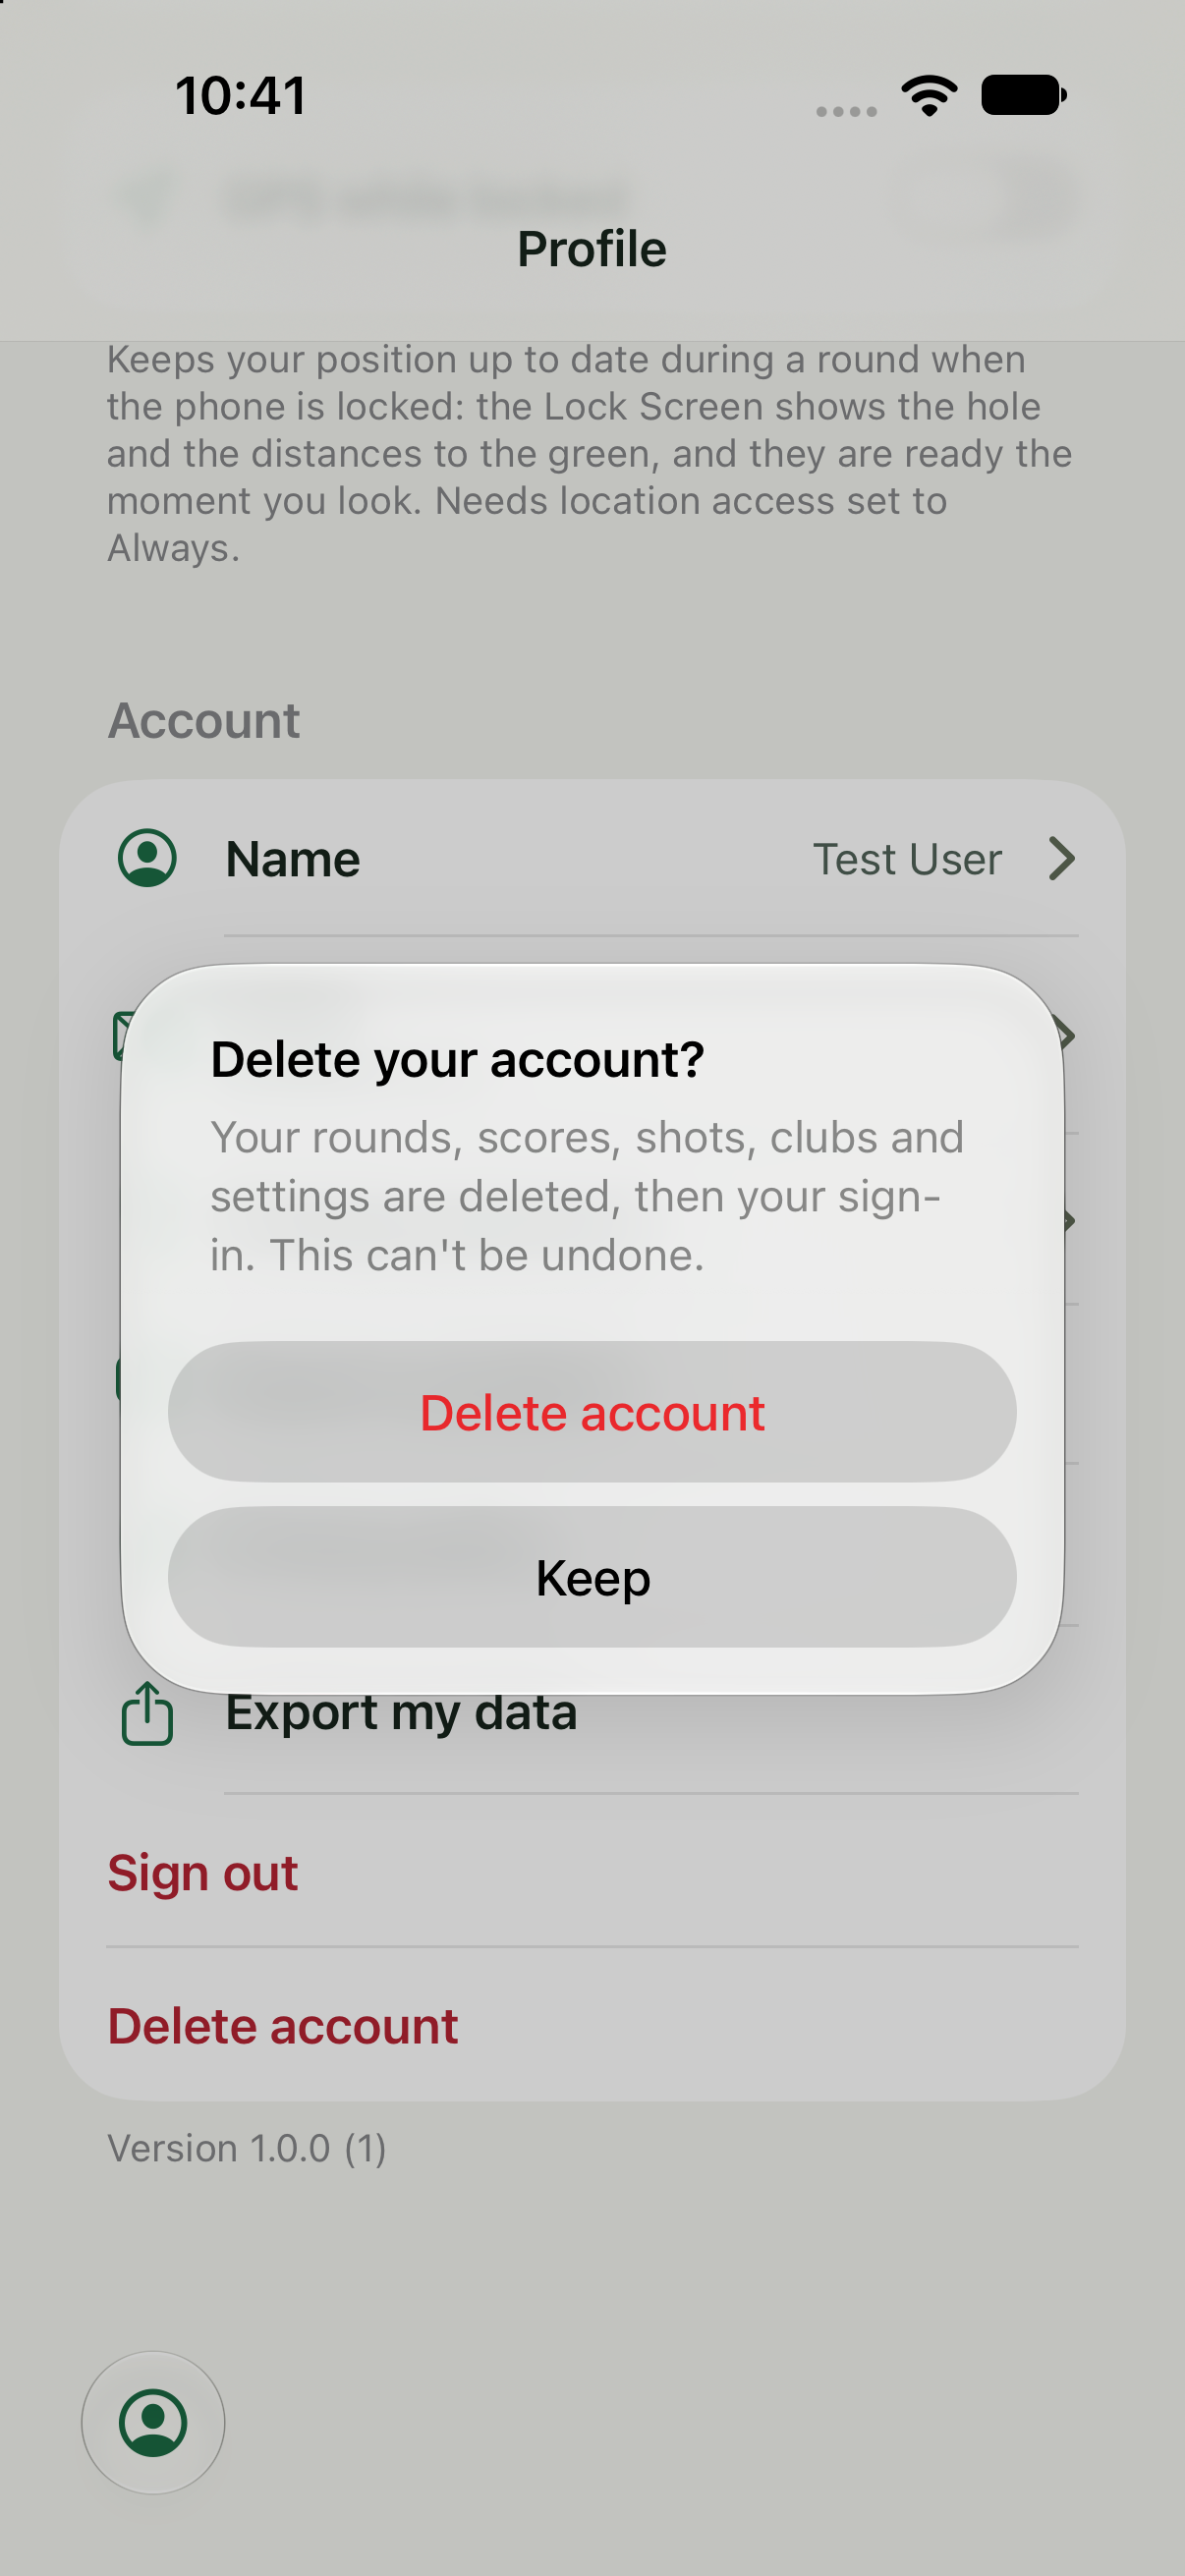 10:41
Profile
Keeps your position up to date during a round when
the phone is locked: the Lock Screen shows the hole
and the distances to the green, and they are ready the
moment you look. Needs location access set to
Always.
Account
Name
Test User
Delete your account?
Your rounds, scores, shots, clubs and
settings are deleted, then your sign-
in. This can't be undone.
Delete account
Keep
Export my data
Sign out
Delete account
Version 1.0.0 (1)